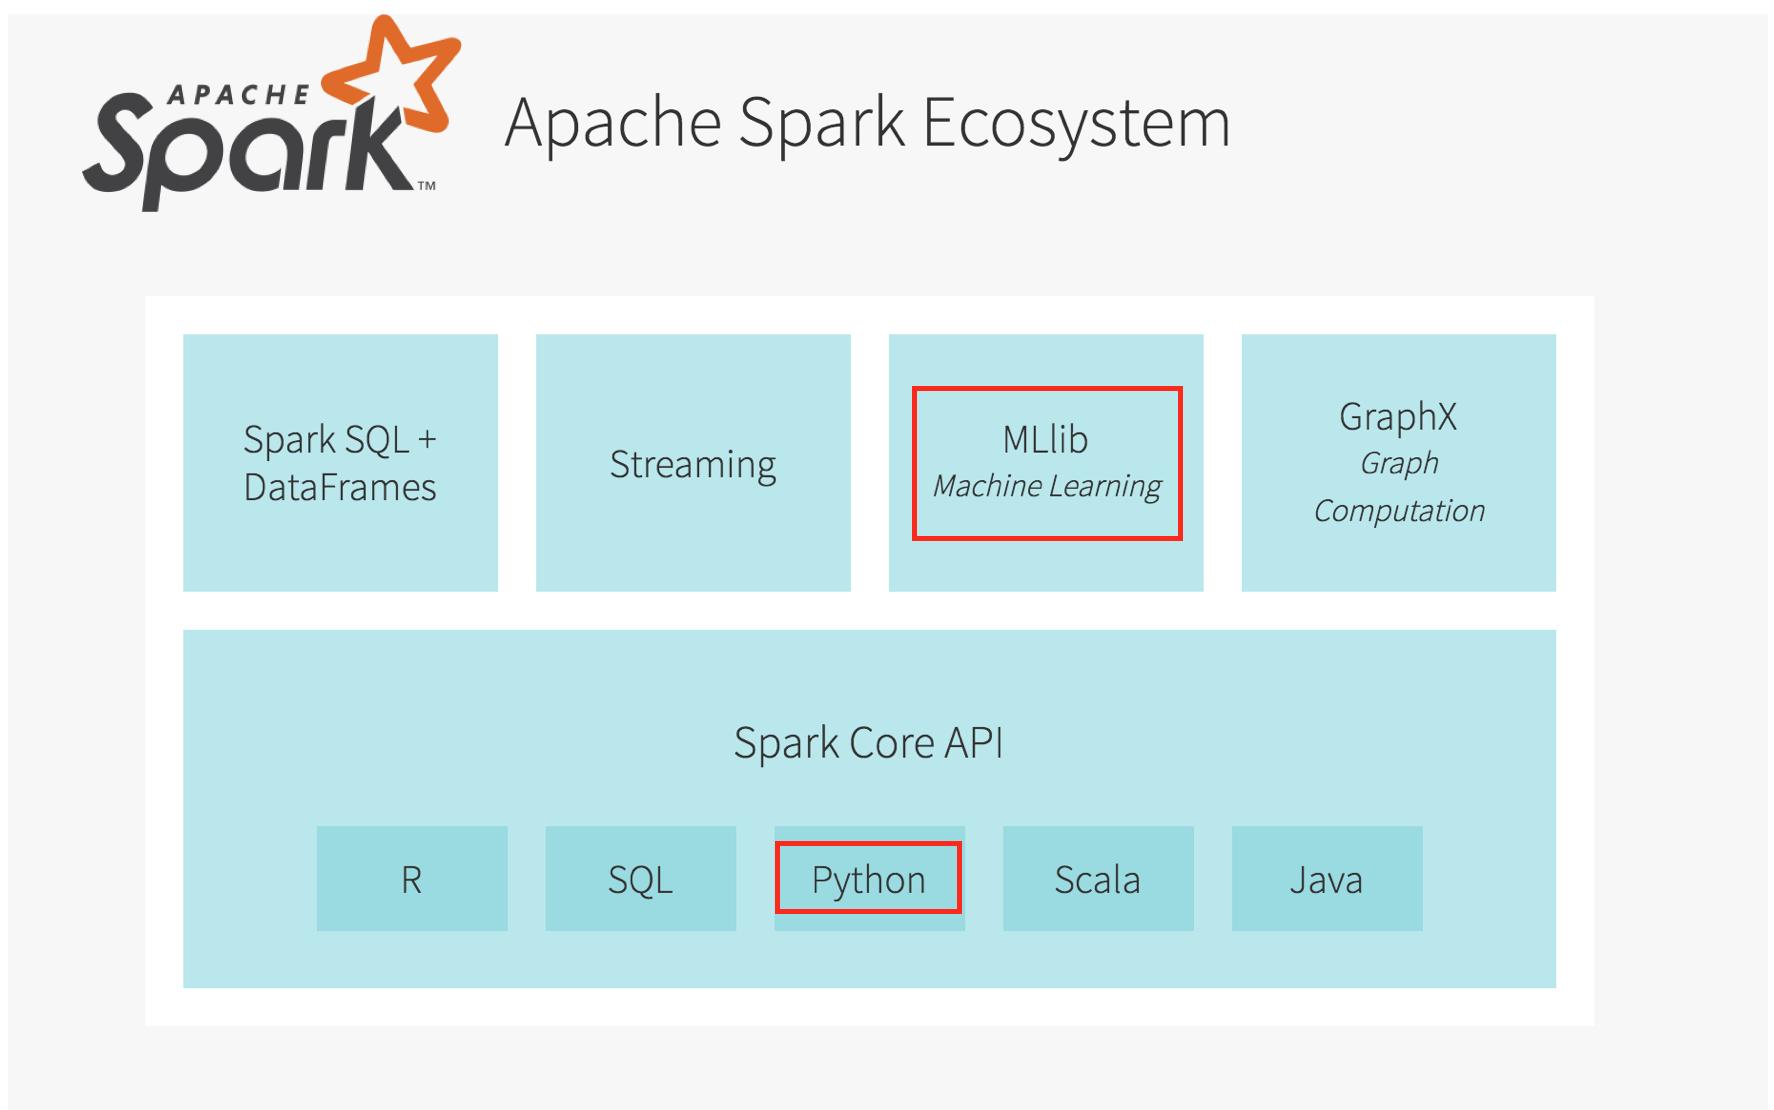 APACHE
Spark™
Apache Spark Ecosystem
Spark SQL +
DataFrames
Streaming
MLlib
Machine Learning
GraphX
Graph
Computation
Spark Core API
R
SQL
Python
Scala
Java